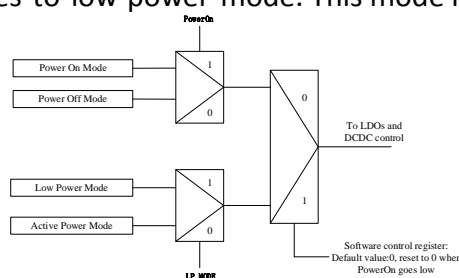 es to low power mode. This mode
PowerOn
Power On Mode
1
Power Off Mode
0
0
To LDOs and
DCDC control
Low Power Mode
1
1
Active Power Mode
0
Software control register:
Default value:0, reset to 0 when
PowerOn goes low
LP_MODE